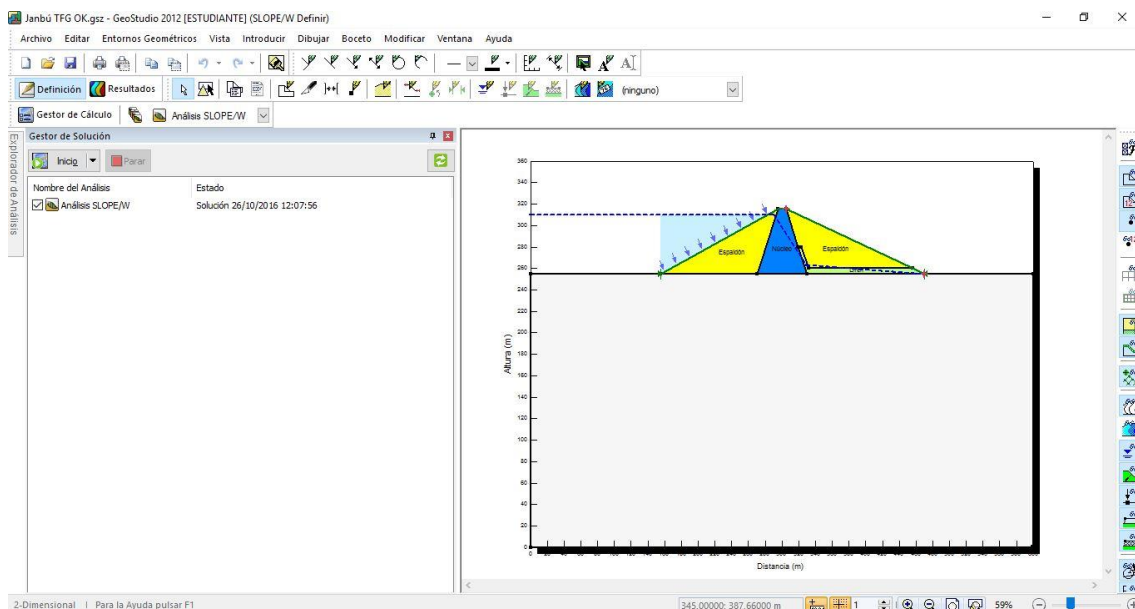 Janbú TFG OK.gsz - GeoStudio 2012 [ESTUDIANTE] (SLOPE/W Definir)
Archivo Editar Entornos Geométricos Vista Introducir Dibujar Boceto Modificar Ventana Ayuda
Definición Resultados (ninguno)
Gestor de Cálculo Análisis SLOPE/W
Explorador de Análisis
Gestor de Solución
Inicio Parar
Nombre del Análisis Estado
Análisis SLOPE/W Solución 26/10/2016 12:07:56
360
340
320
300
280
260
240
220
200
180
160
140
120
100
80
60
40
20
0
Altura (m)
Espaldón Núcleo Espaldón
Distancia (m)
2-Dimensional | Para la Ayuda pulsar F1 345.00000; 387.66000 m 1 59%